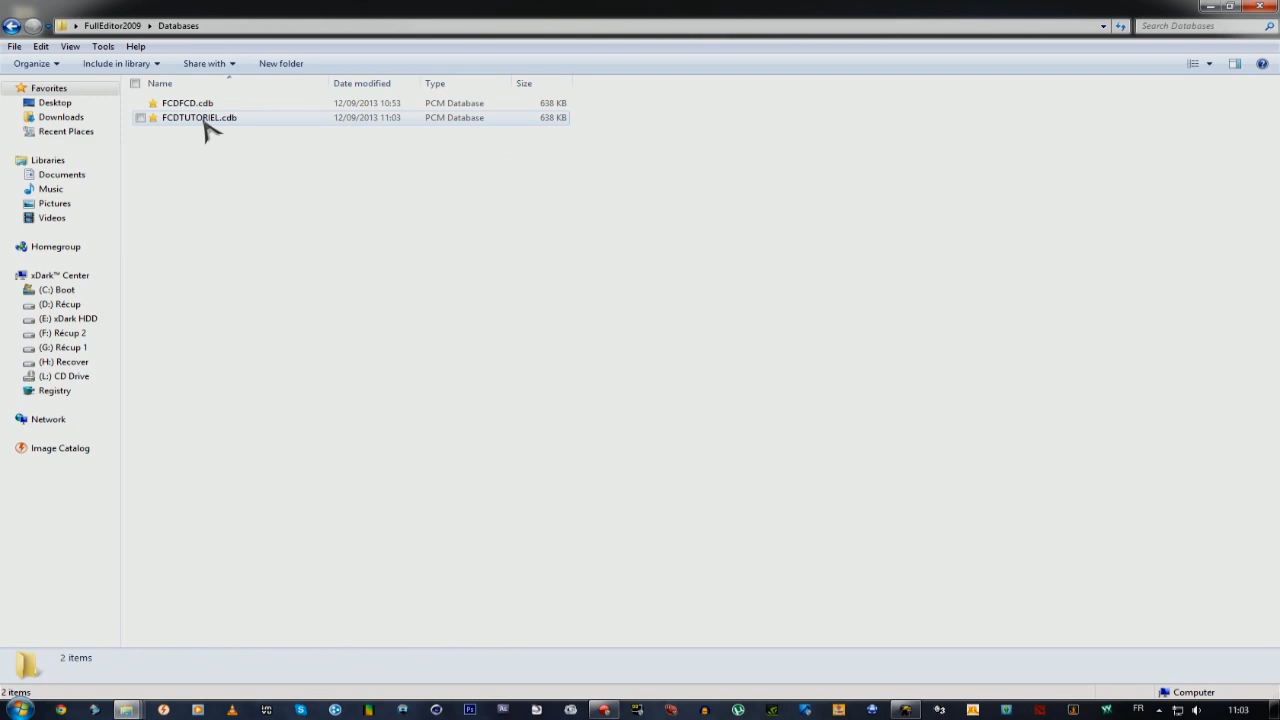 FullEditor2009 Databases
Search Databases
File Edit View Tools Help
Organize Include in library Share with New folder
Name Date modified Type Size
FCDFCD.cdb 12/09/2013 10:53 PCM Database 638 KB
FCDTUTORIEL.cdb 12/09/2013 11:03 PCM Database 638 KB
Favorites
Desktop
Downloads
Recent Places
Libraries
Documents
Music
Pictures
Videos
Homegroup
xDark™ Center
(C:) Boot
(D:) Récup
(E:) xDark HDD
(F:) Récup 2
(G:) Récup 1
(H:) Recover
(L:) CD Drive
Registry
Network
Image Catalog
2 items
2 items Computer
FR 11:03